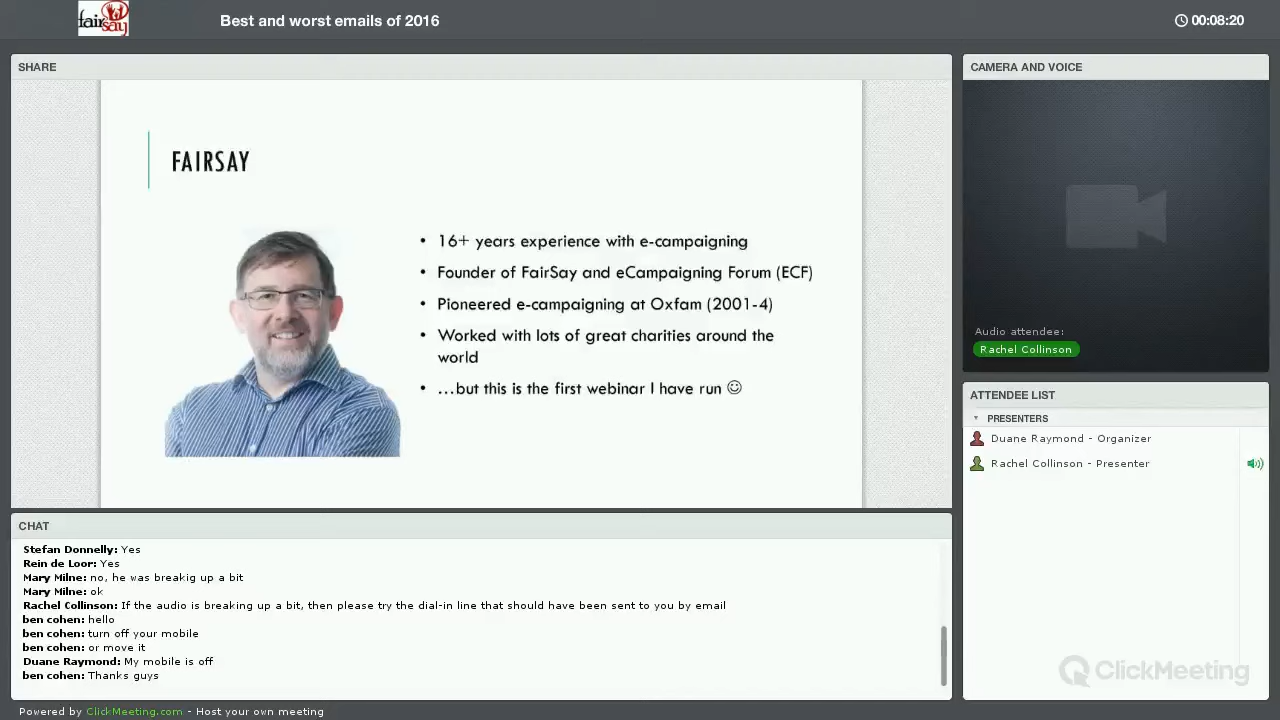 fair
say
Best and worst emails of 2016
00:08:20
SHARE
FAIRSAY
• 16+ years experience with e-campaigning
• Founder of FairSay and eCampaigning Forum (ECF)
• Pioneered e-campaigning at Oxfam (2001-4)
• Worked with lots of great charities around the
world
• ...but this is the first webinar I have run ☺
CAMERA AND VOICE
Audio attendee:
Rachel Collinson
ATTENDEE LIST
PRESENTERS
Duane Raymond - Organizer
Rachel Collinson - Presenter
CHAT
Stefan Donnelly: Yes
Rein de Loor: Yes
Mary Milne: no, he was breakig up a bit
Mary Milne: ok
Rachel Collinson: If the audio is breaking up a bit, then please try the dial-in line that should have been sent to you by email
ben cohen: hello
ben cohen: turn off your mobile
ben cohen: or move it
Duane Raymond: My mobile is off
ben cohen: Thanks guys
ClickMeeting
Powered by ClickMeeting.com - Host your own meeting